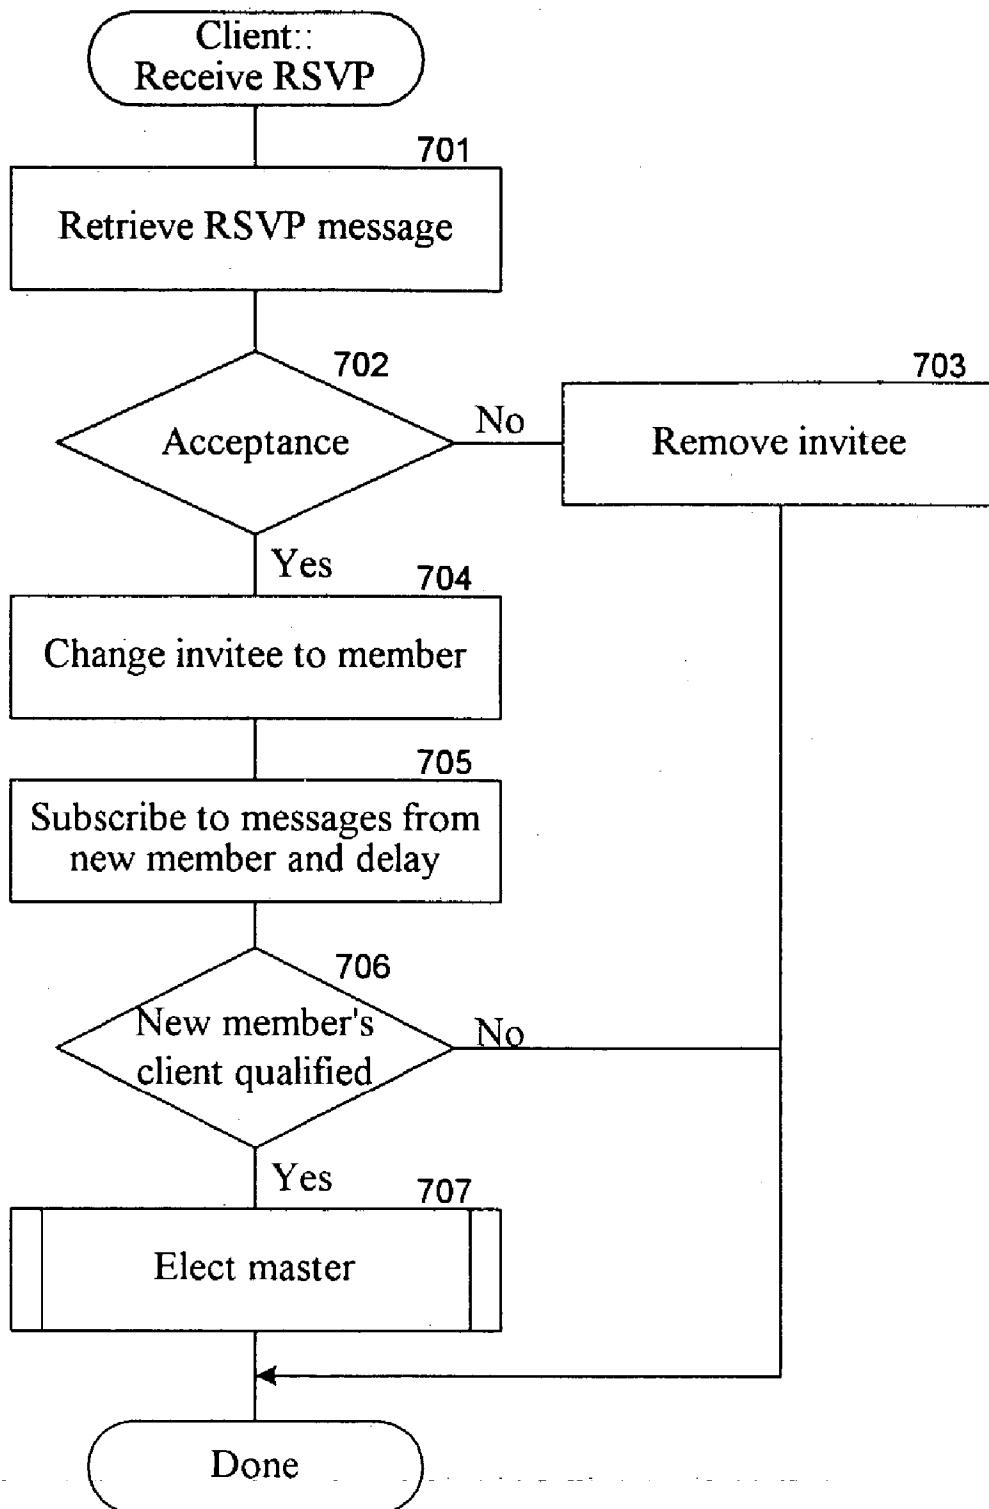 Client::
Receive RSVP
701
Retrieve RSVP message
702
Acceptance
No
703
Remove invitee
Yes
704
Change invitee to member
705
Subscribe to messages from
new member and delay
706
New member's
client qualified
No
Yes
707
Elect master
Done